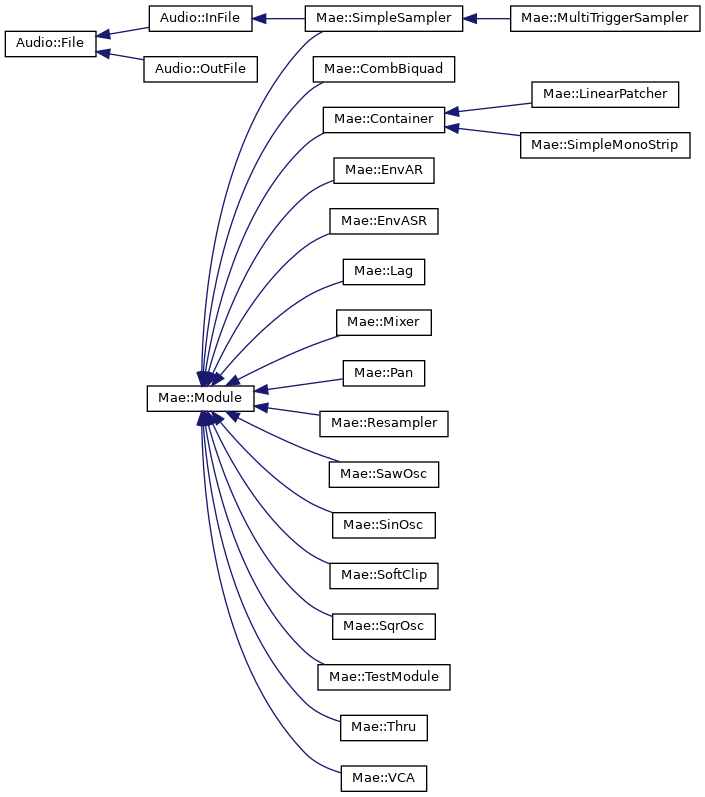 Audio::File
Audio::InFile
Audio::OutFile
Mae::SimpleSampler
Mae::MultiTriggerSampler
Mae::CombBiquad
Mae::Container
Mae::LinearPatcher
Mae::SimpleMonoStrip
Mae::EnvAR
Mae::EnvASR
Mae::Lag
Mae::Mixer
Mae::Module
Mae::Pan
Mae::Resampler
Mae::SawOsc
Mae::SinOsc
Mae::SoftClip
Mae::SqrOsc
Mae::TestModule
Mae::Thru
Mae::VCA